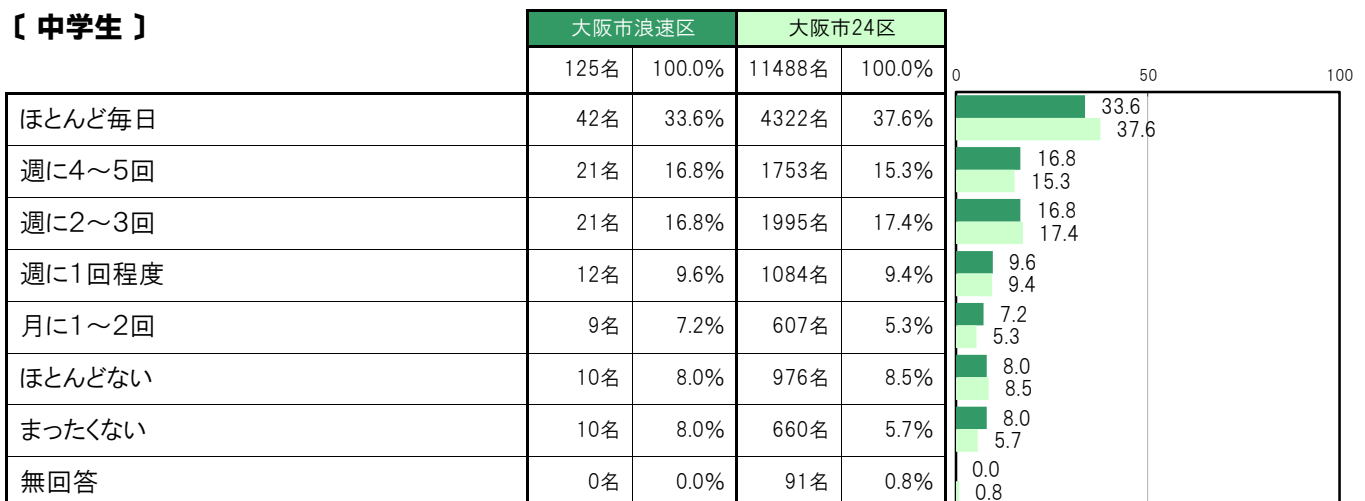 〔 中学生 〕
大阪市浪速区 大阪市24区
125名 100.0% 11488名 100.0%
0 50 100
ほとんど毎日 42名 33.6% 4322名 37.6%
33.6
37.6
週に4～5回 21名 16.8% 1753名 15.3%
16.8
15.3
週に2～3回 21名 16.8% 1995名 17.4%
16.8
17.4
週に1回程度 12名 9.6% 1084名 9.4%
9.6
9.4
月に1～2回 9名 7.2% 607名 5.3%
7.2
5.3
ほとんどない 10名 8.0% 976名 8.5%
8.0
8.5
まったくない 10名 8.0% 660名 5.7%
8.0
5.7
無回答 0名 0.0% 91名 0.8%
0.0
0.8